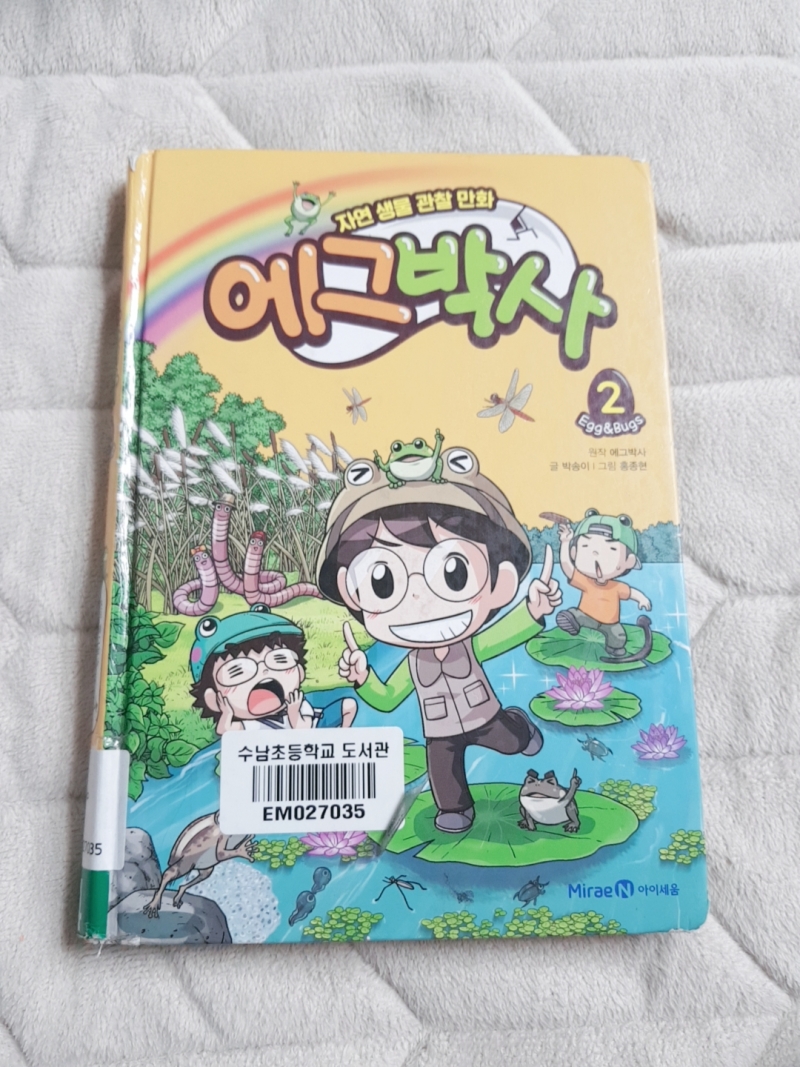 자연 생물 관찰 만화
에그박사
2
Egg&Bugs
원작 에그박사
글 박송이 | 그림 홍종현
수남초등학교 도서관
EM027035
7035
Mirae N 아이세움